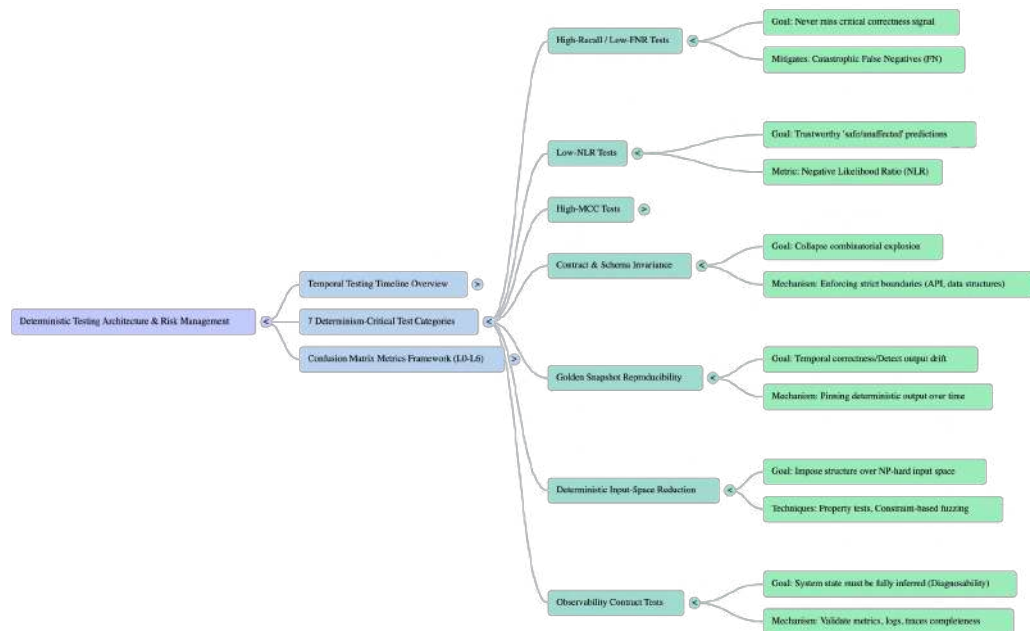 Deterministic Testing Architecture & Risk Management
<
Temporal Testing Timeline Overview
>
7 Determinism-Critical Test Categories
<
Confusion Matrix Metrics Framework (L0-L6)
>
High-Recall / Low-FNR Tests
<
Goal: Never miss critical correctness signal
Mitigates: Catastrophic False Negatives (FN)
Low-NLR Tests
<
Goal: Trustworthy 'safe/unaffected' predictions
Metric: Negative Likelihood Ratio (NLR)
High-MCC Tests
>
Contract & Schema Invariance
<
Goal: Collapse combinatorial explosion
Mechanism: Enforcing strict boundaries (API, data structures)
Golden Snapshot Reproducibility
<
Goal: Temporal correctness/Detect output drift
Mechanism: Pinning deterministic output over time
Deterministic Input-Space Reduction
<
Goal: Impose structure over NP-hard input space
Techniques: Property tests, Constraint-based fuzzing
Observability Contract Tests
<
Goal: System state must be fully inferred (Diagnosability)
Mechanism: Validate metrics, logs, traces completeness